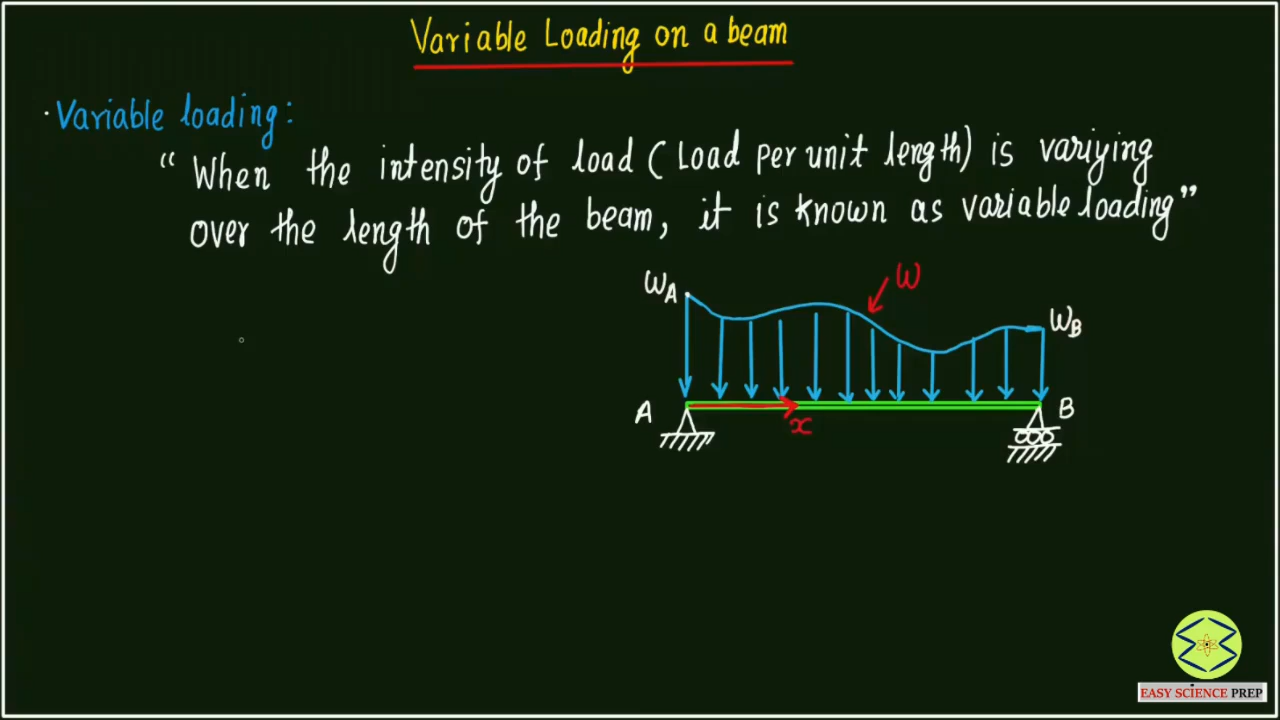 Variable Loading on a beam
· Variable loading:
“ When the intensity of load ( Load per unit length) is variying
over the length of the beam, it is known as variable loading”
W
WA
WB
A
B
x
EASY SCIENCE PREP